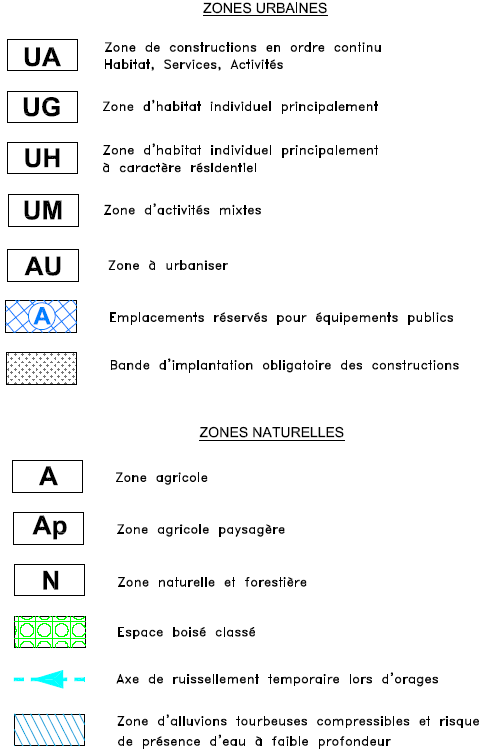 ZONES URBAÎNES
UA Zone de constructions en ordre continu
Habitat, Services, Activités
UG Zone d'habitat individuel principalement
UH Zone d'habitat individuel principalement
à caractère résidentiel
UM Zone d'activités mixtes
AU Zone à urbaniser
A Emplacements réservés pour équipements publics
Bande d'implantation obligatoire des constructions
ZONES NATURELLES
A Zone agricole
Ap Zone agricole paysagère
N Zone naturelle et forestière
Espace boisé classé
Axe de ruissellement temporaire lors d'orages
Zone d'alluvions tourbeuses compressibles et risque
de présence d'eau à faible profondeur